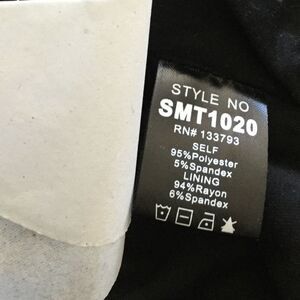 STYLE NO
SMT1020
RN# 133793
SELF
95%Polyester
5%Spandex
LINING
94%Rayon
6%Spandex